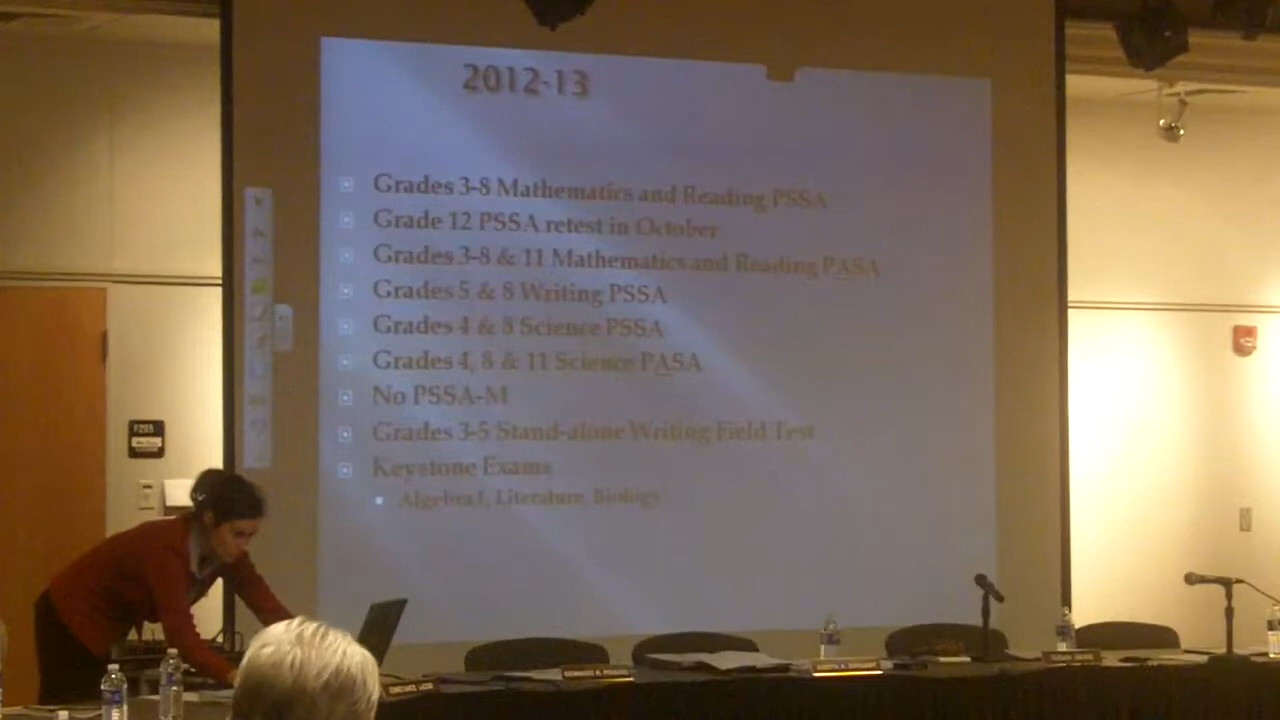 2012-13
Grades 3-8 Mathematics and Reading PSSA
Grade 12 PSSA retest in October
Grades 3-8 & 11 Mathematics and Reading PASA
Grades 5 & 8 Writing PSSA
Grades 4 & 8 Science PSSA
Grades 4, 8 & 11 Science PASA
No PSSA-M
Grades 3-5 Stand-alone Writing Field Test
Keystone Exams
Algebra I, Literature, Biology